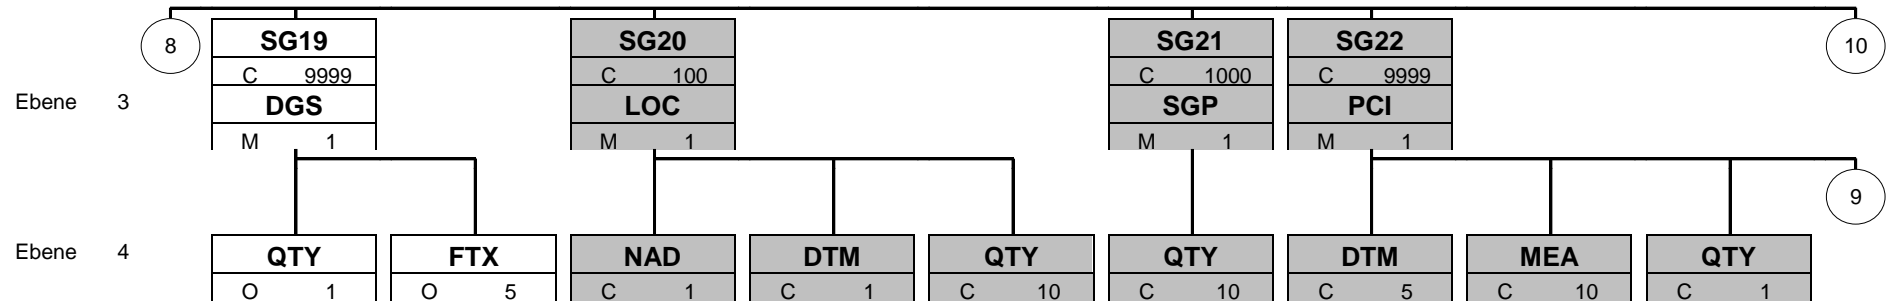 SG19 SG20 SG21 SG22
8 10
C 9999 C 100 C 1000 C 9999
Ebene 3 DGS LOC SGP PCI
M 1 M 1 M 1 M 1
9
Ebene 4 QTY FTX NAD DTM QTY QTY DTM MEA QTY
O 1 O 5 C 1 C 1 C 10 C 10 C 5 C 10 C 1